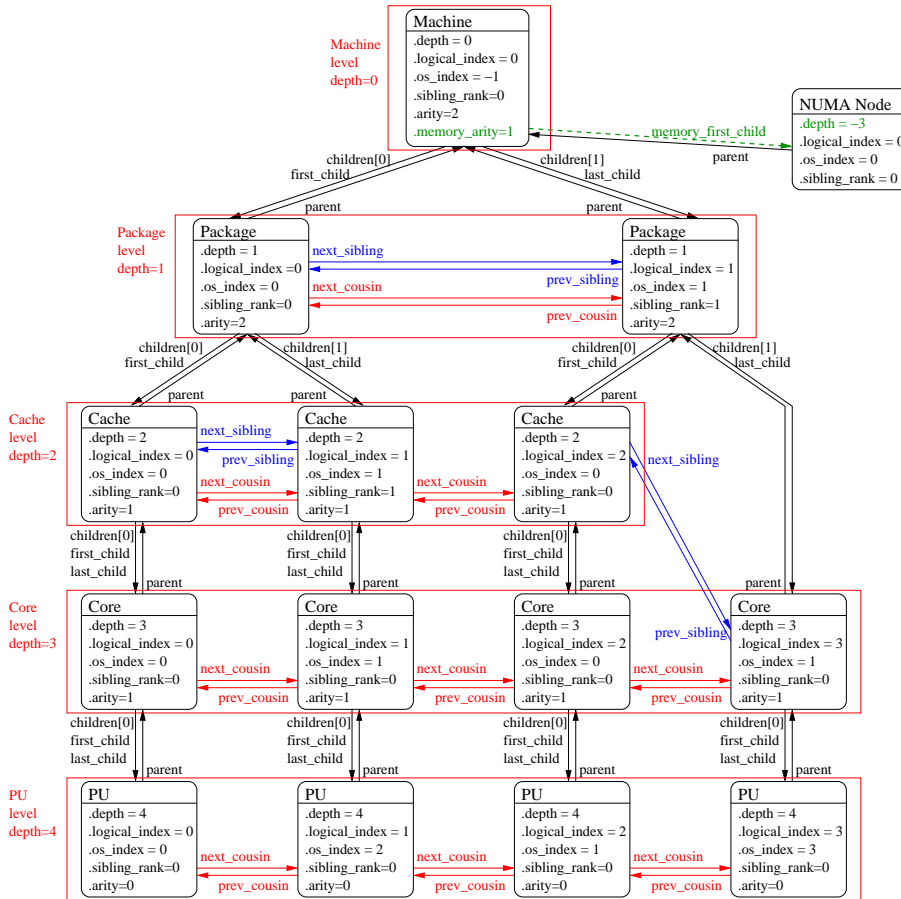 Machine
.depth = 0
.logical_index = 0
.os_index = −1
.sibling_rank=0
.arity=2
.memory_arity=1
Machine
level
depth=0
NUMA Node
.depth = −3
.logical_index = 0
.os_index = 0
.sibling_rank = 0
memory_first_child
parent
children[0]
first_child
children[1]
last_child
parent
parent
Package
level
depth=1
Package
.depth = 1
.logical_index =0
.os_index = 0
.sibling_rank=0
.arity=2
next_sibling
prev_sibling
next_cousin
prev_cousin
Package
.depth = 1
.logical_index = 1
.os_index = 1
.sibling_rank=1
.arity=2
children[0]
first_child
children[1]
last_child
children[0]
first_child
children[1]
last_child
parent
parent
parent
Cache
level
depth=2
Cache
.depth = 2
.logical_index = 0
.os_index = 0
.sibling_rank=0
.arity=1
next_sibling
prev_sibling
next_cousin
prev_cousin
Cache
.depth = 2
.logical_index = 1
.os_index = 1
.sibling_rank=1
.arity=1
next_cousin
prev_cousin
Cache
.depth = 2
.logical_index = 2
.os_index = 0
.sibling_rank=0
.arity=1
next_sibling
prev_sibling
children[0]
first_child
last_child
parent
children[0]
first_child
last_child
parent
children[0]
first_child
last_child
parent
parent
Core
level
depth=3
Core
.depth = 3
.logical_index = 0
.os_index = 0
.sibling_rank=0
.arity=1
next_cousin
prev_cousin
Core
.depth = 3
.logical_index = 1
.os_index = 1
.sibling_rank=0
.arity=1
next_cousin
prev_cousin
Core
.depth = 3
.logical_index = 2
.os_index = 0
.sibling_rank=0
.arity=1
next_cousin
prev_cousin
Core
.depth = 3
.logical_index = 3
.os_index = 1
.sibling_rank=0
.arity=1
children[0]
first_child
last_child
parent
children[0]
first_child
last_child
parent
children[0]
first_child
last_child
parent
children[0]
first_child
last_child
parent
PU
level
depth=4
PU
.depth = 4
.logical_index = 0
.os_index = 0
.sibling_rank=0
.arity=0
next_cousin
prev_cousin
PU
.depth = 4
.logical_index = 1
.os_index = 2
.sibling_rank=0
.arity=0
next_cousin
prev_cousin
PU
.depth = 4
.logical_index = 2
.os_index = 1
.sibling_rank=0
.arity=0
next_cousin
prev_cousin
PU
.depth = 4
.logical_index = 3
.os_index = 3
.sibling_rank=0
.arity=0